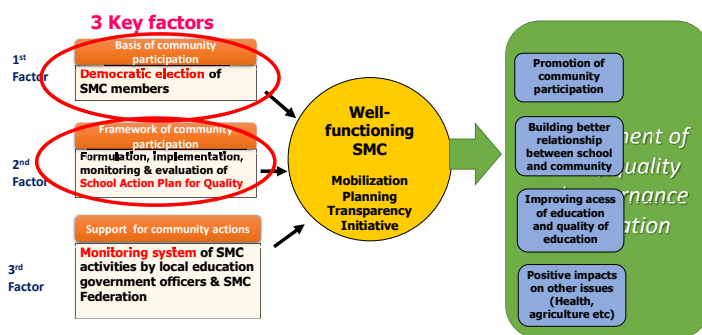 3 Key factors
1st
Factor
Basis of community
participation
Democratic election of
SMC members
2nd
Factor
Framework of community
participation
Formulation, implementation,
monitoring & evaluation of
School Action Plan for Quality
3rd
Factor
Support for community actions
Monitoring system of SMC
activities by local education
government officers & SMC
Federation
Well-
functioning
SMC
Mobilization
Planning
Transparency
Initiative
Promotion of
community
participation
Building better
relationship
between school
and community
Improving acess
of education
and quality of
education
Positive impacts
on other issues
(Health,
agriculture etc)
of
quality